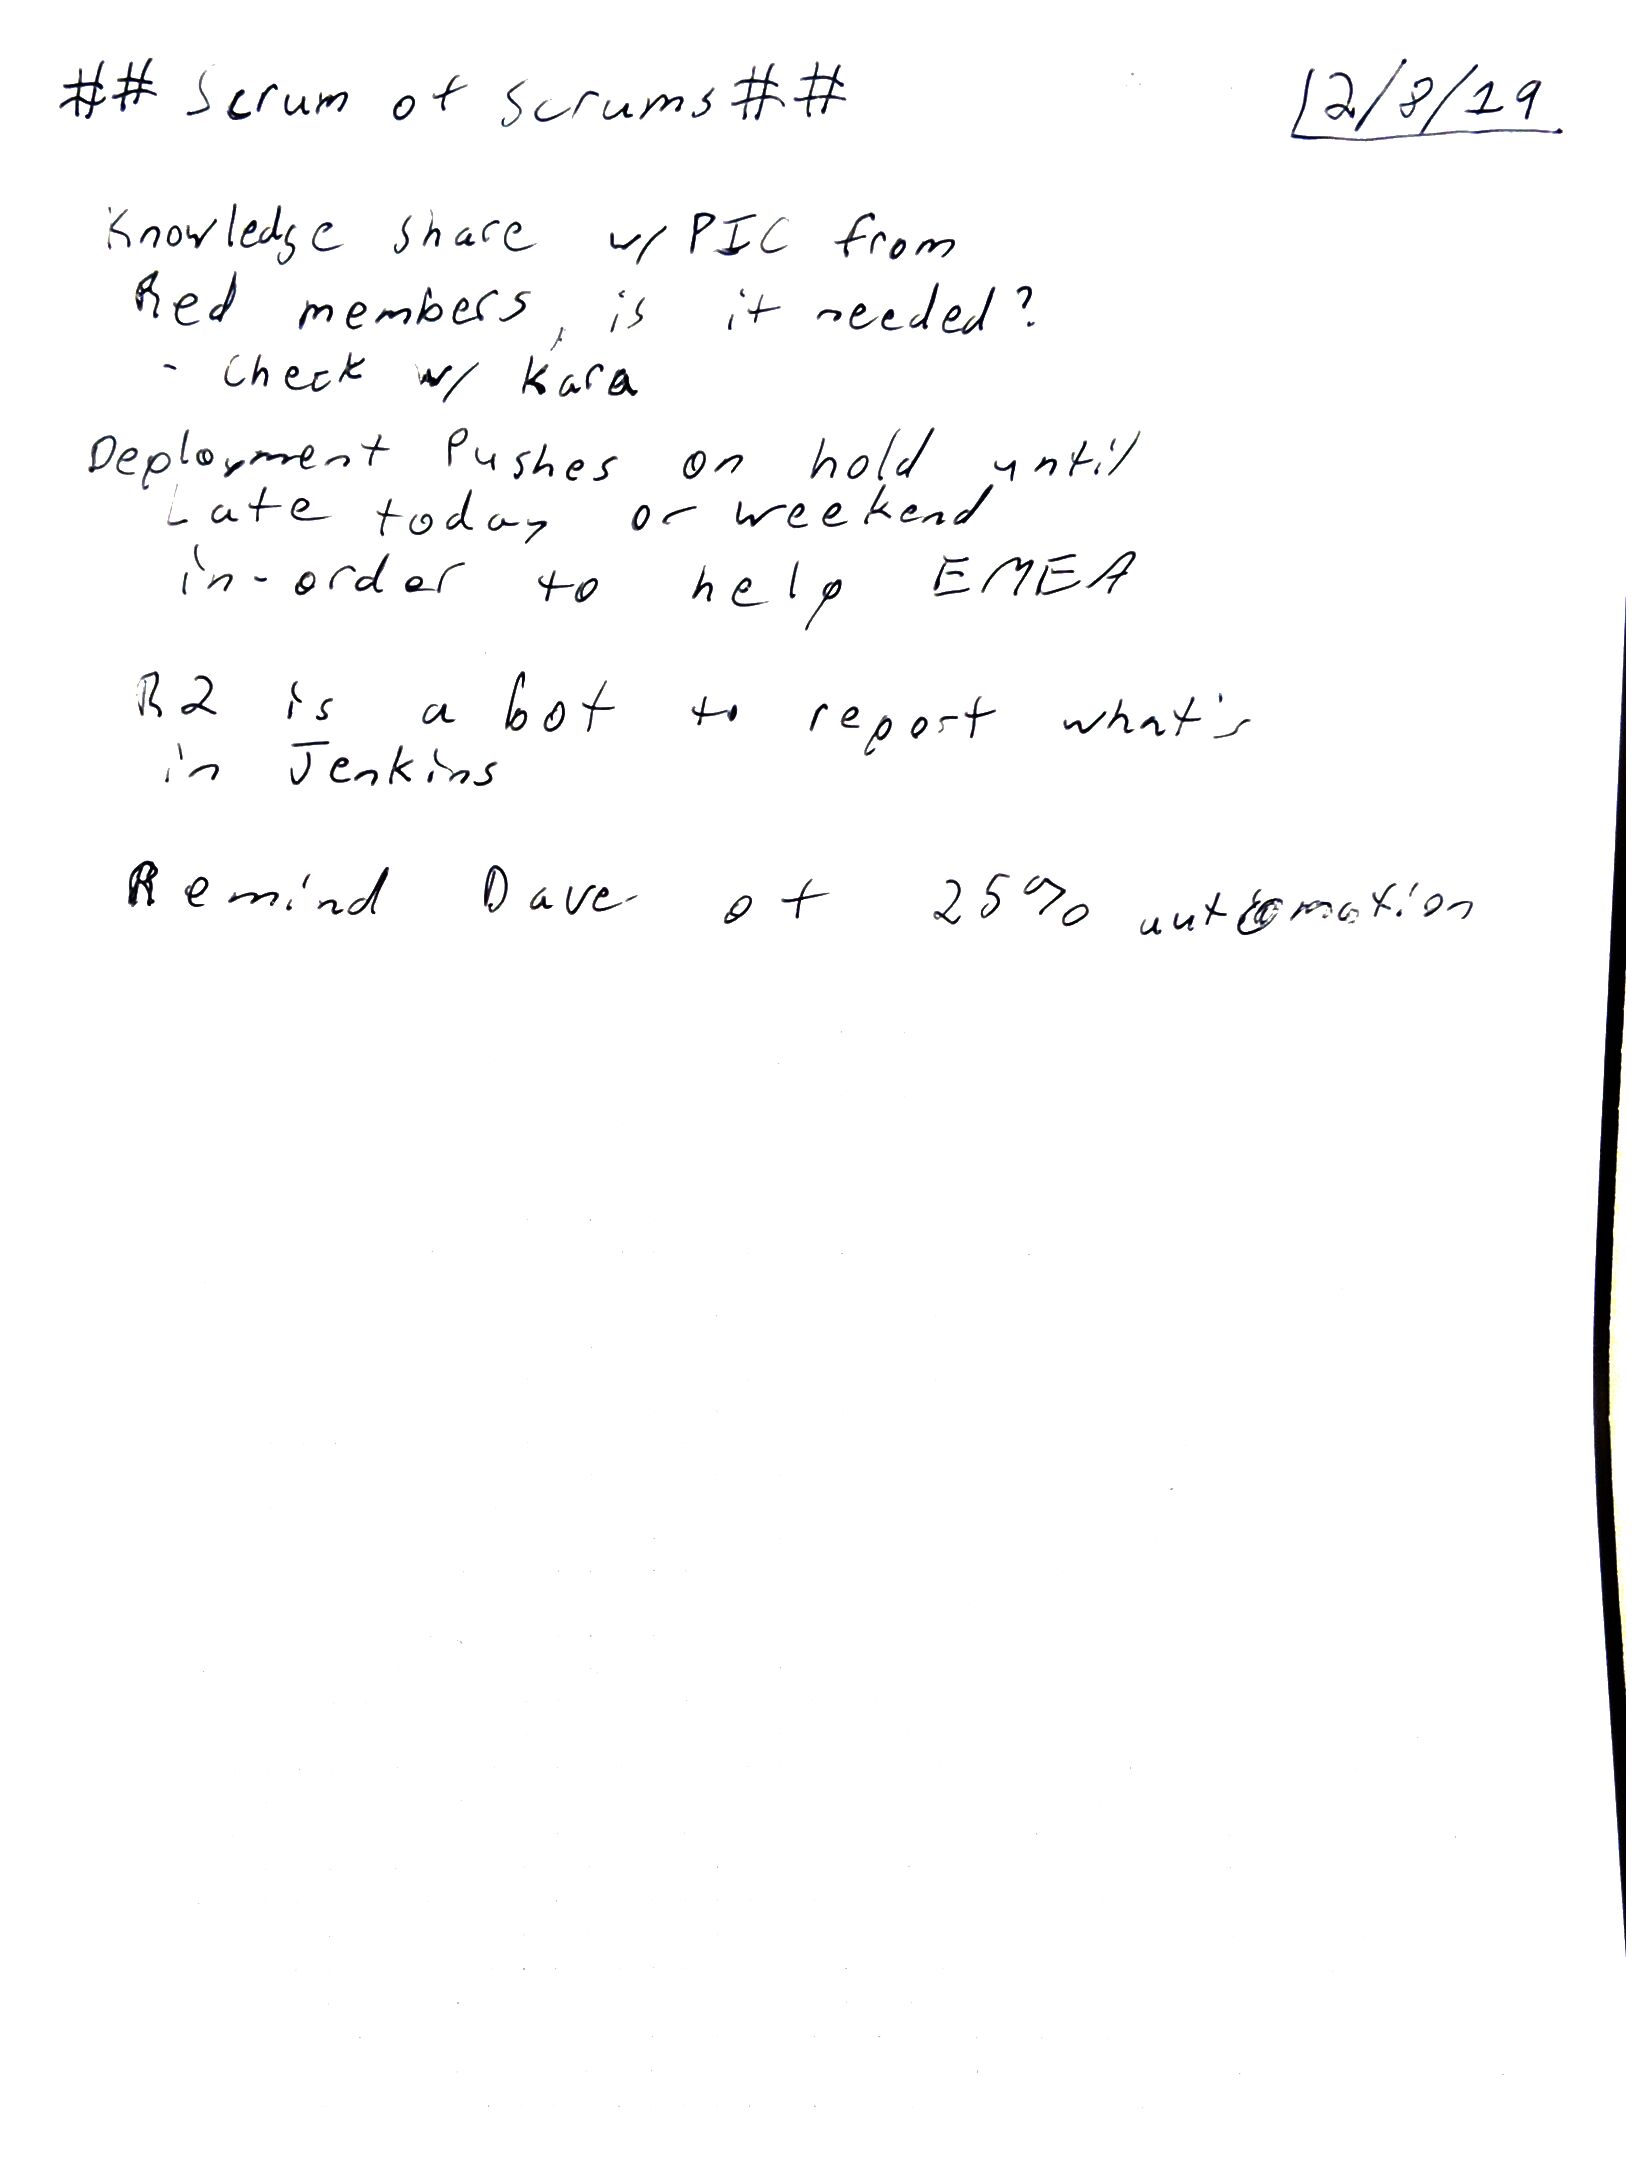 ## Scrum of Scrums ##
2/8/19
Knowledge share w/ PIC from
Red members, is it needed?
- Check w/ Kara
Deployment Pushes on hold until
Late today or weekend
in-order to help EMEA
R2 is a bot to report what's
in Jenkins
Remind Dave of 25% automation